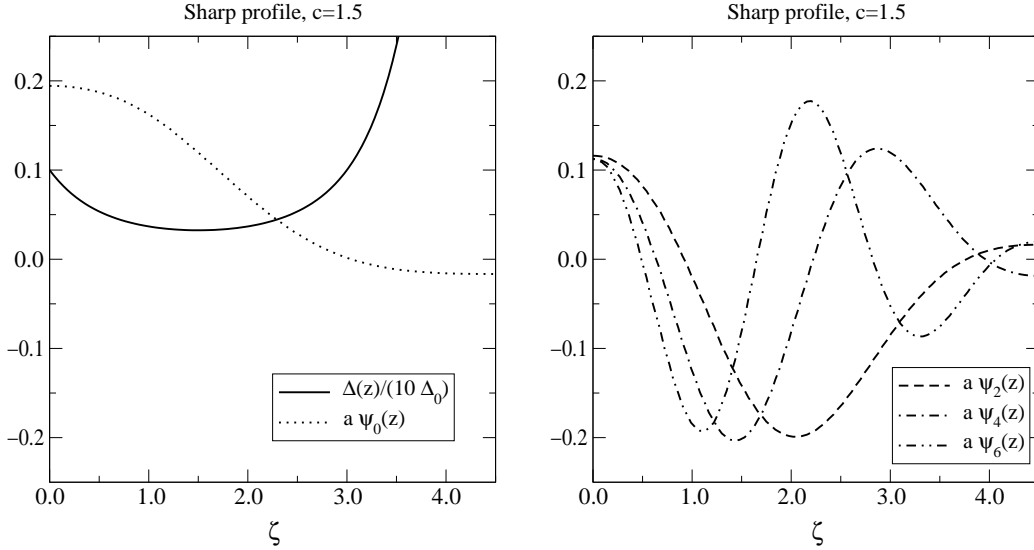 Sharp profile, c=1.5
0.2
0.1
0.0
−0.1
−0.2
0.0 1.0 2.0 3.0 4.0
ζ
Δ(z)/(10 Δ₀)
a ψ₀(z)
Sharp profile, c=1.5
0.2
0.1
0.0
−0.1
−0.2
0.0 1.0 2.0 3.0 4.0
ζ
a ψ₂(z)
a ψ₄(z)
a ψ₆(z)